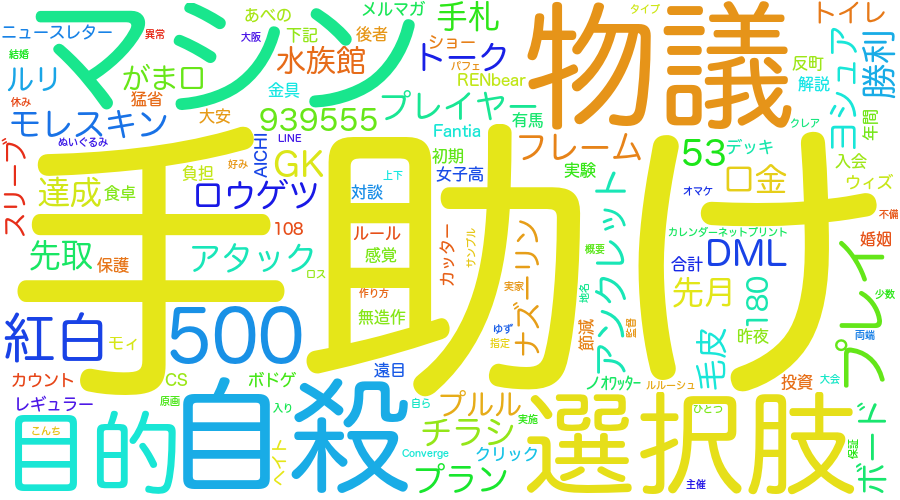 ニュースレター
異常
マシン
あべの
大阪
下記
メルマガ
後者
手札
タイプ
トイレ
結婚
ルリ
がま口
水族館
ショー
トーク
パフェ
RENbear
物議
ヨシュア
勝利
反町
解説
休み
猛省
金具
モレスキン
大安
939555
プレイヤー
有馬
クレア
年間
ぬいぐるみ
LINE
Fantia
フレーム
53
デッキ
スリーブ
達成
食卓
負担
好み
AICHI
GK
初期
女子高
実験
入会
ウィズ
手助け
ロウゲツ
対談
上下
オマケ
口金
不備
108
ルール
カッター
サンプル
ナズーリン
アンクレット
カレンダーネットプリント
婚姻
先取
保護
アタック
ロス
感覚
概要
合計
DML
プレイ
作り方
実家
地名
先月
180
少数
紅白
モィ
500
無造作
ゆず
指定
節減
監督
毛皮
昨夜
両端
カウント
CS
ボドゲ
遠目
ﾉｵﾜｯﾀｰ
ルルーシュ
投資
大会
レギュラー
原画
入り
自ら
プルル
実施
ひとつ
目的
こんち
ヘイト
自殺
チラシ
選択肢
ボード
保証
Converge
クリック
プラン
主催